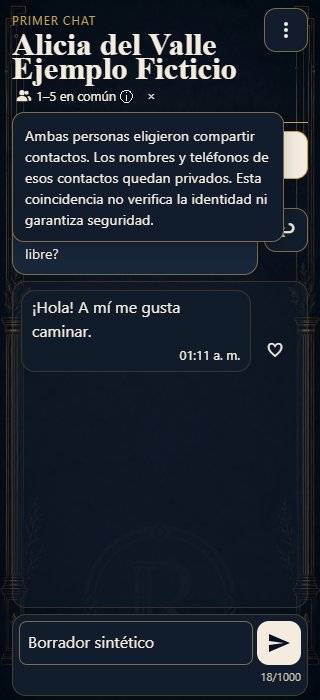 PRIMER CHAT
Alicia del Valle
Ejemplo Ficticio
1–5 en común ⓘ ×
Ambas personas eligieron compartir
contactos. Los nombres y teléfonos de
esos contactos quedan privados. Esta
coincidencia no verifica la identidad ni
garantiza seguridad.
libre?
¡Hola! A mí me gusta
caminar.
01:11 a. m.
Borrador sintético
18/1000